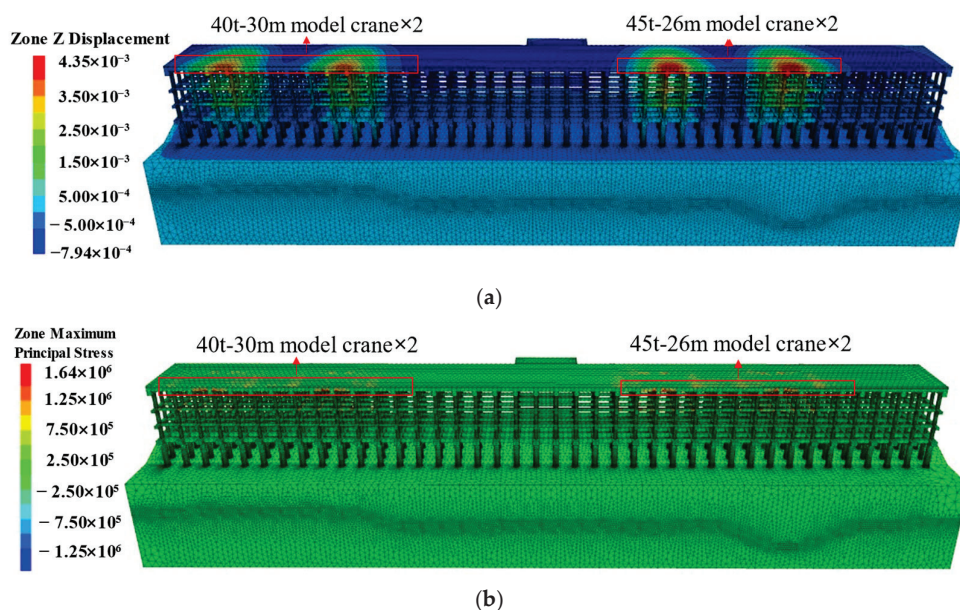 40t-30m model crane×2
45t-26m model crane×2
Zone Z Displacement
4.35×10⁻³
3.50×10⁻³
2.50×10⁻³
1.50×10⁻³
5.00×10⁻⁴
−5.00×10⁻⁴
−7.94×10⁻⁴
(a)
Zone Maximum
Principal Stress
40t-30m model crane×2
45t-26m model crane×2
1.64×10⁶
1.25×10⁶
7.50×10⁵
2.50×10⁵
−2.50×10⁵
−7.50×10⁵
−1.25×10⁶
(b)